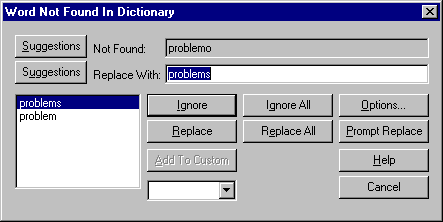 Word Not Found In Dictionary
Suggestions Not Found: problemo
Suggestions Replace With: problems
problems
problem
Ignore Ignore All Options...
Replace Replace All Prompt Replace
Add To Custom Help
Cancel